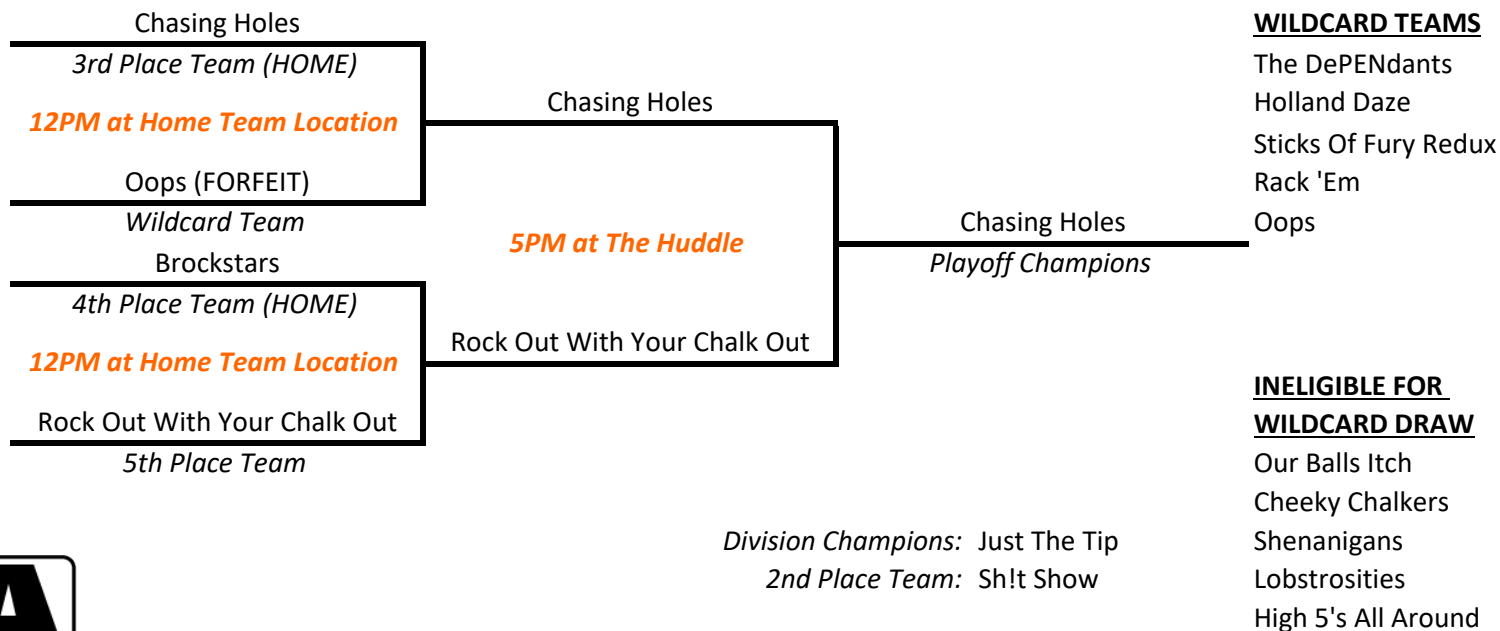 Chasing Holes
3rd Place Team (HOME)
12PM at Home Team Location
Oops (FORFEIT)
Wildcard Team
Brockstars
4th Place Team (HOME)
12PM at Home Team Location
Rock Out With Your Chalk Out
5th Place Team
Chasing Holes
5PM at The Huddle
Rock Out With Your Chalk Out
Chasing Holes
Playoff Champions
WILDCARD TEAMS
The DePENdants
Holland Daze
Sticks Of Fury Redux
Rack 'Em
Oops
INELIGIBLE FOR
WILDCARD DRAW
Our Balls Itch
Cheeky Chalkers
Shenanigans
Lobstrosities
High 5's All Around
Division Champions: Just The Tip
2nd Place Team: Sh!t Show